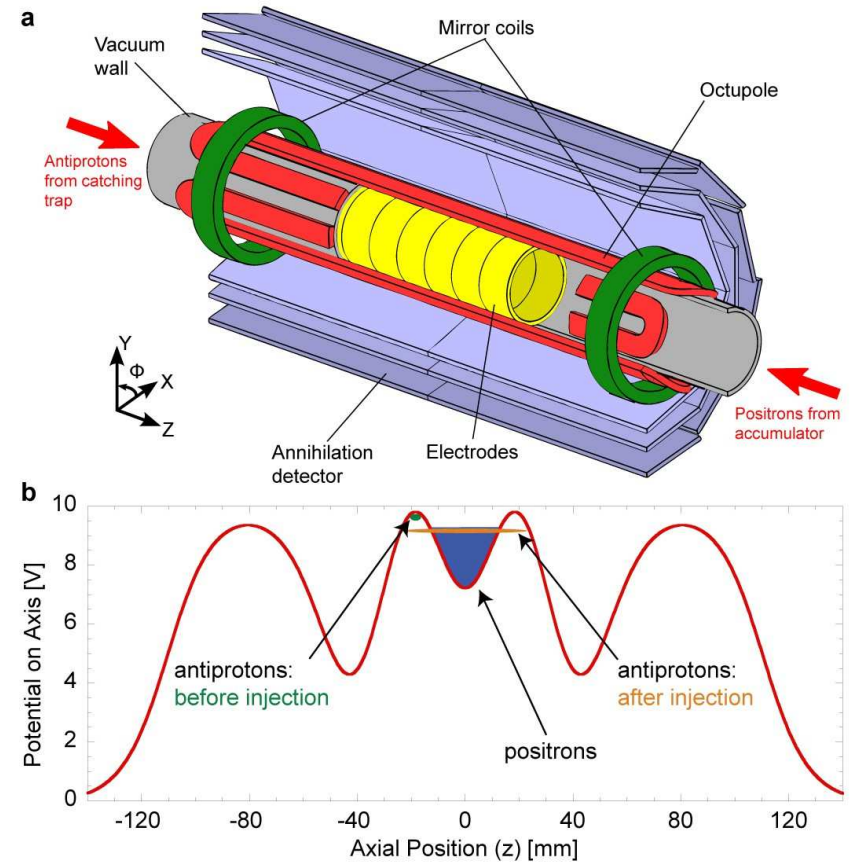 a
Mirror coils
Vacuum
wall
Octupole
Antiprotons
from catching
trap
Y
Φ
X
Z
Annihilation
detector
Electrodes
Positrons from
accumulator
b
Potential on Axis [V]
10
8
6
4
2
0
antiprotons:
before injection
antiprotons:
after injection
positrons
-120
-80
-40
0
40
80
120
Axial Position (z) [mm]